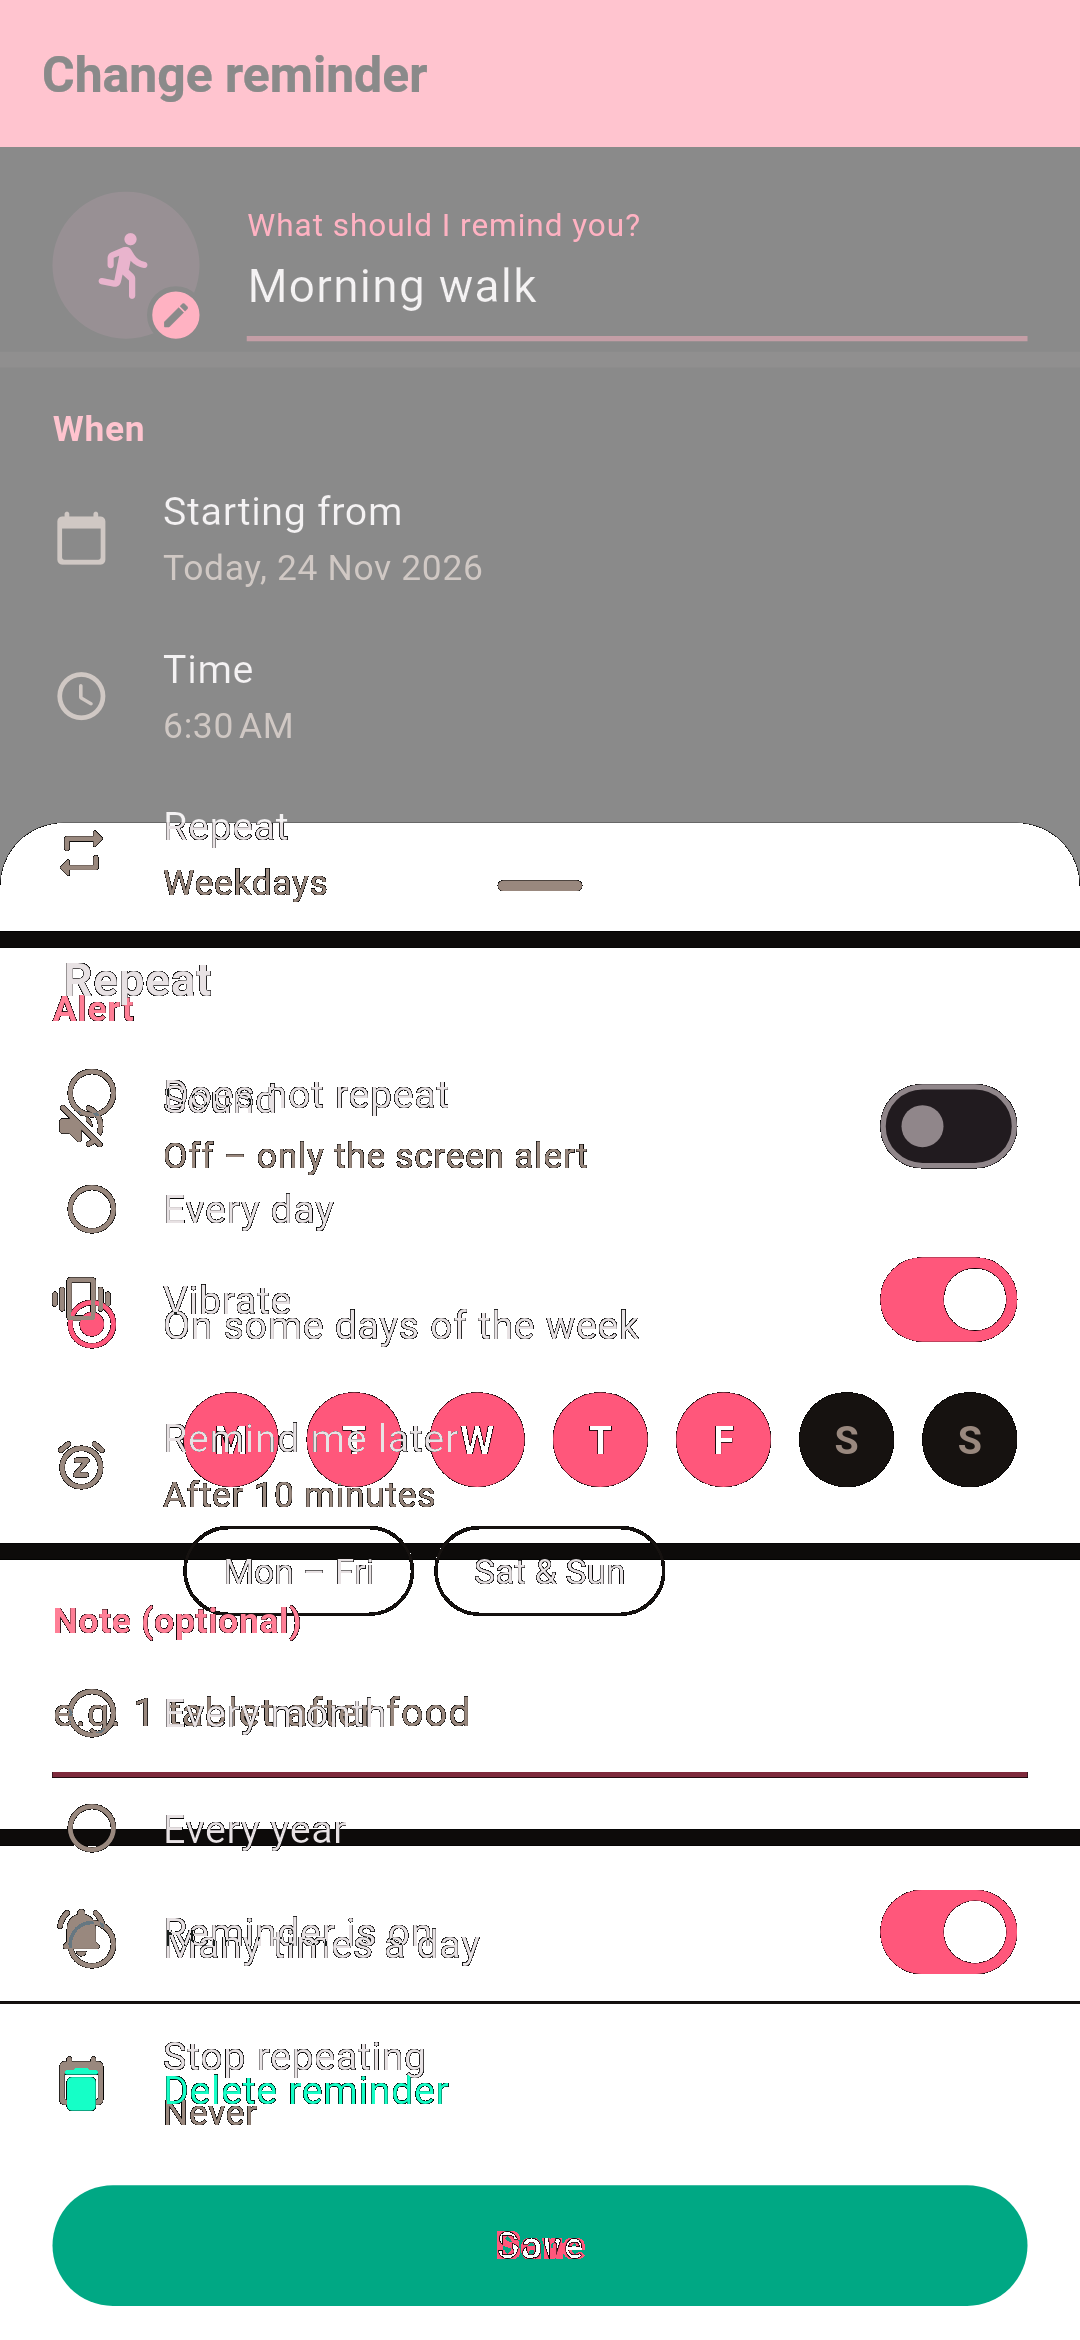 Change reminder
What should I remind you?
Morning walk
When
Starting from
Today, 24 Nov 2026
Time
6:30 AM
Repeat
Weekdays
Repeat
Alert
Does not repeat
Sound
Off – only the screen alert
Every day
Vibrate
On some days of the week
M T W T F S S
Remind me later
After 10 minutes
Mon – Fri
Sat & Sun
Note (optional)
e.g. 1 tablet after food
Every month
Every year
Reminder is on
Many times a day
Stop repeating
Delete reminder
Never